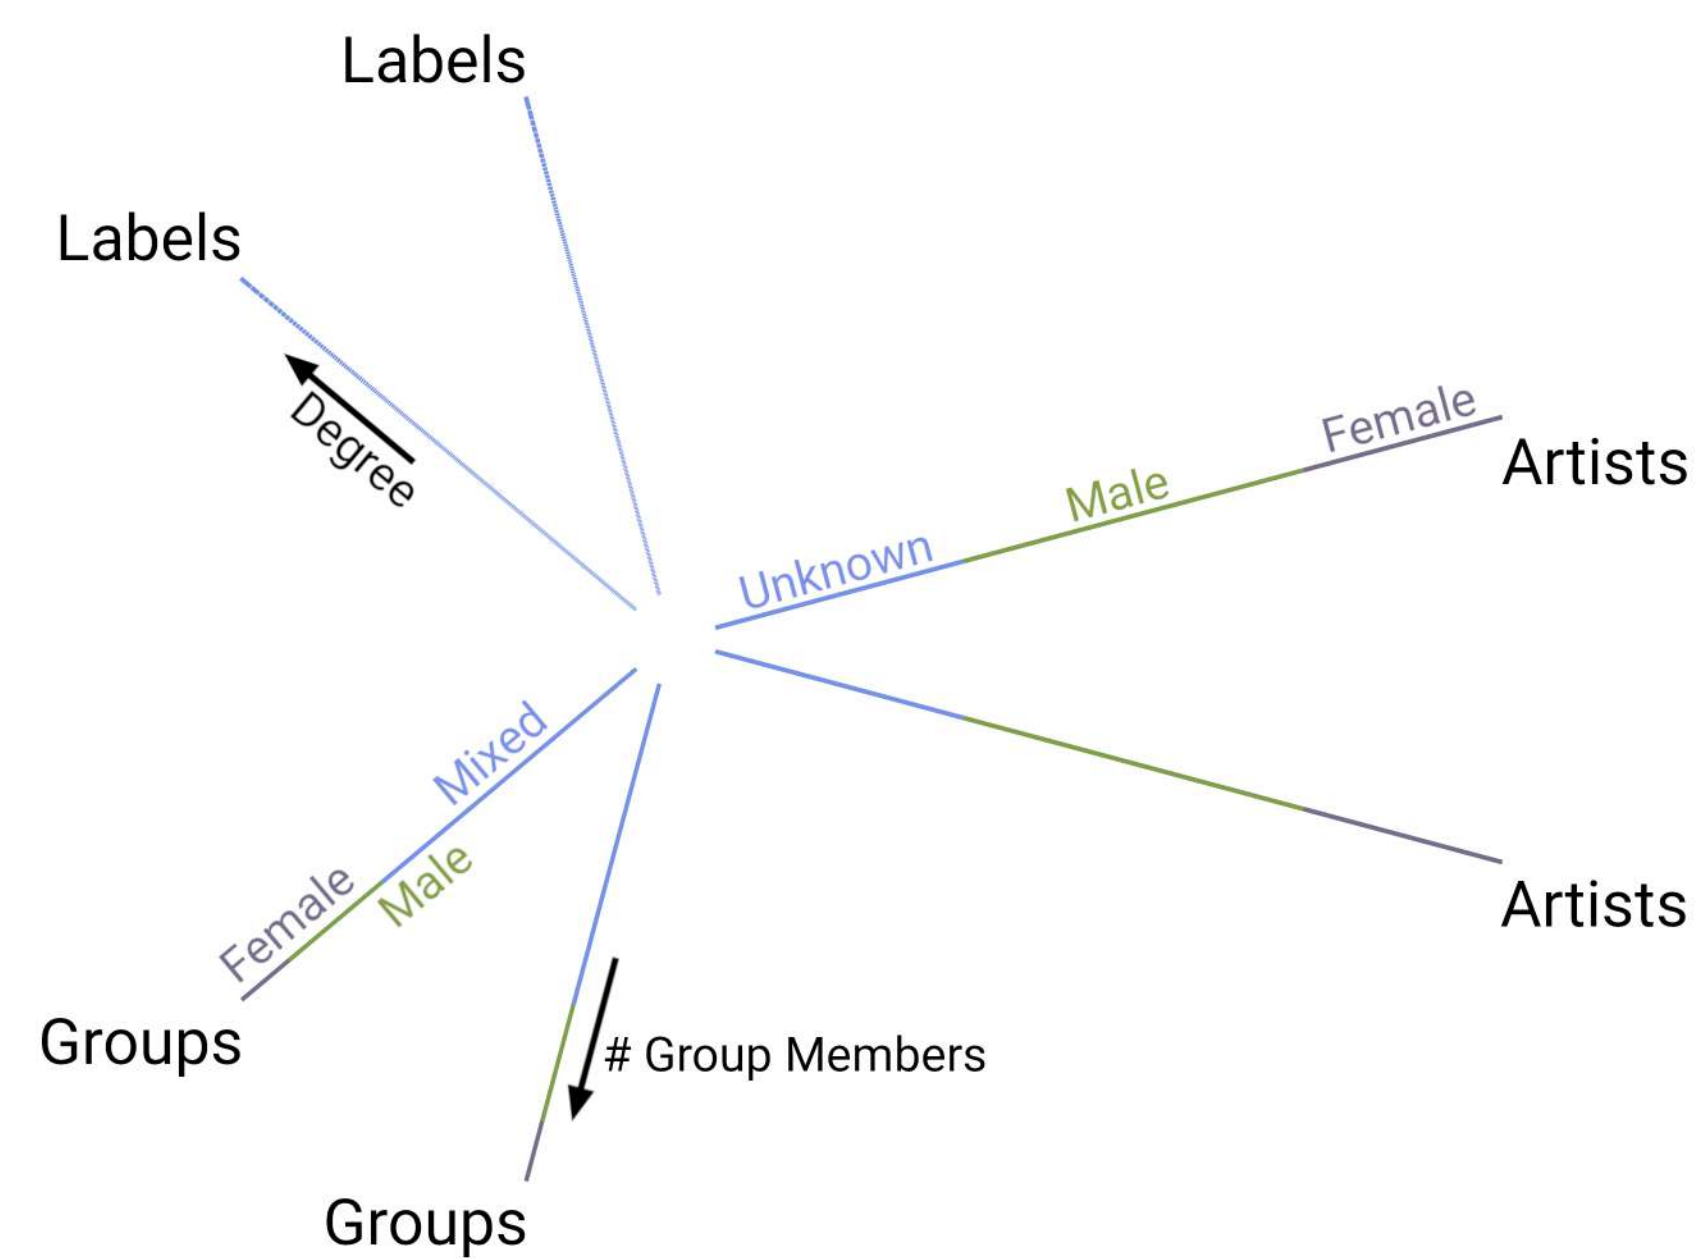 Labels
Labels
Degree
Female
Artists
Male
Unknown
Mixed
Male
Female
Groups
Artists
# Group Members
Groups